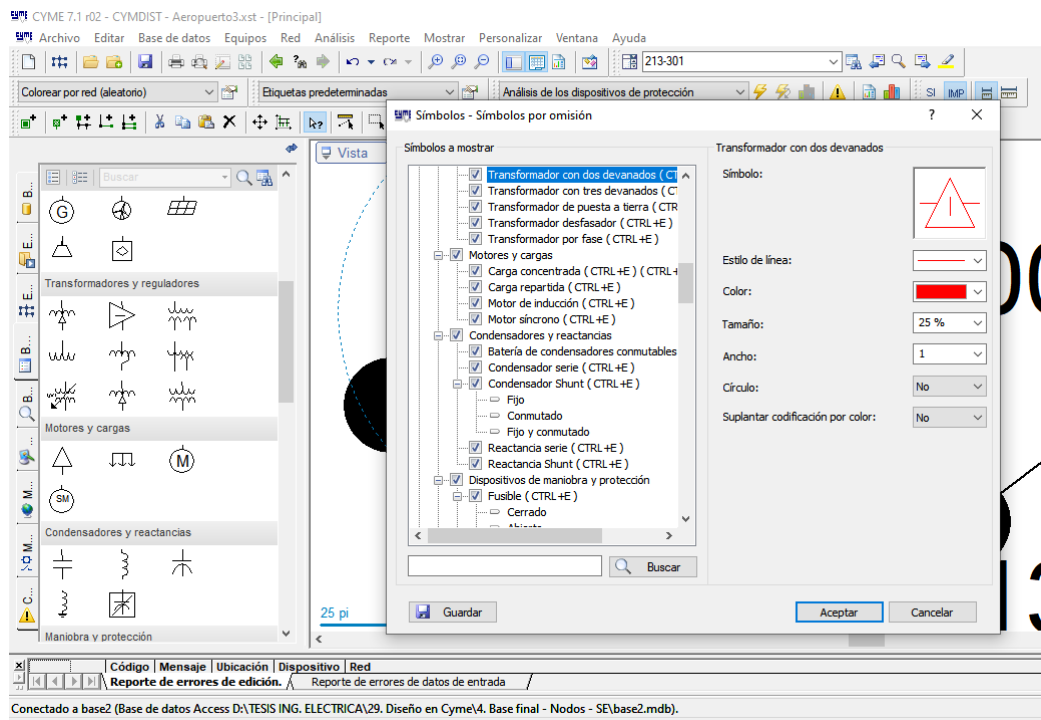 CYME 7.1 r02 - CYMDIST - Aeropuerto3.xst - [Principal]
Archivo Editar Base de datos Equipos Red Análisis Reporte Mostrar Personalizar Ventana Ayuda
213-301
Colorear por red (aleatorio) Etiquetas predeterminadas Análisis de los dispositivos de protección SI IMP
Vista
Buscar
B...
E...
E...
B...
B...
M...
M...
C...
G
Transformadores y reguladores
Motores y cargas
M
SM
Condensadores y reactancias
Maniobra y protección
25 pi
Símbolos - Símbolos por omisión
? X
Símbolos a mostrar
Transformador con dos devanados ( CT
Transformador con tres devanados ( CT
Transformador de puesta a tierra ( CTR
Transformador desfasador ( CTRL+E )
Transformador por fase ( CTRL+E )
Motores y cargas
Carga concentrada ( CTRL+E ) ( CTRL+
Carga repartida ( CTRL+E )
Motor de inducción ( CTRL+E )
Motor síncrono ( CTRL+E )
Condensadores y reactancias
Batería de condensadores conmutables
Condensador serie ( CTRL+E )
Condensador Shunt ( CTRL+E )
Fijo
Conmutado
Fijo y conmutado
Reactancia serie ( CTRL+E )
Reactancia Shunt ( CTRL+E )
Dispositivos de maniobra y protección
Fusible ( CTRL+E )
Cerrado
Abierto
Buscar
Guardar
Transformador con dos devanados
Símbolo:
Estilo de línea:
Color:
Tamaño: 25 %
Ancho: 1
Círculo: No
Suplantar codificación por color: No
Aceptar Cancelar
Código Mensaje Ubicación Dispositivo Red
Reporte de errores de edición. Reporte de errores de datos de entrada
Conectado a base2 (Base de datos Access D:\TESIS ING. ELECTRICA\29. Diseño en Cyme\4. Base final - Nodos - SE\base2.mdb).